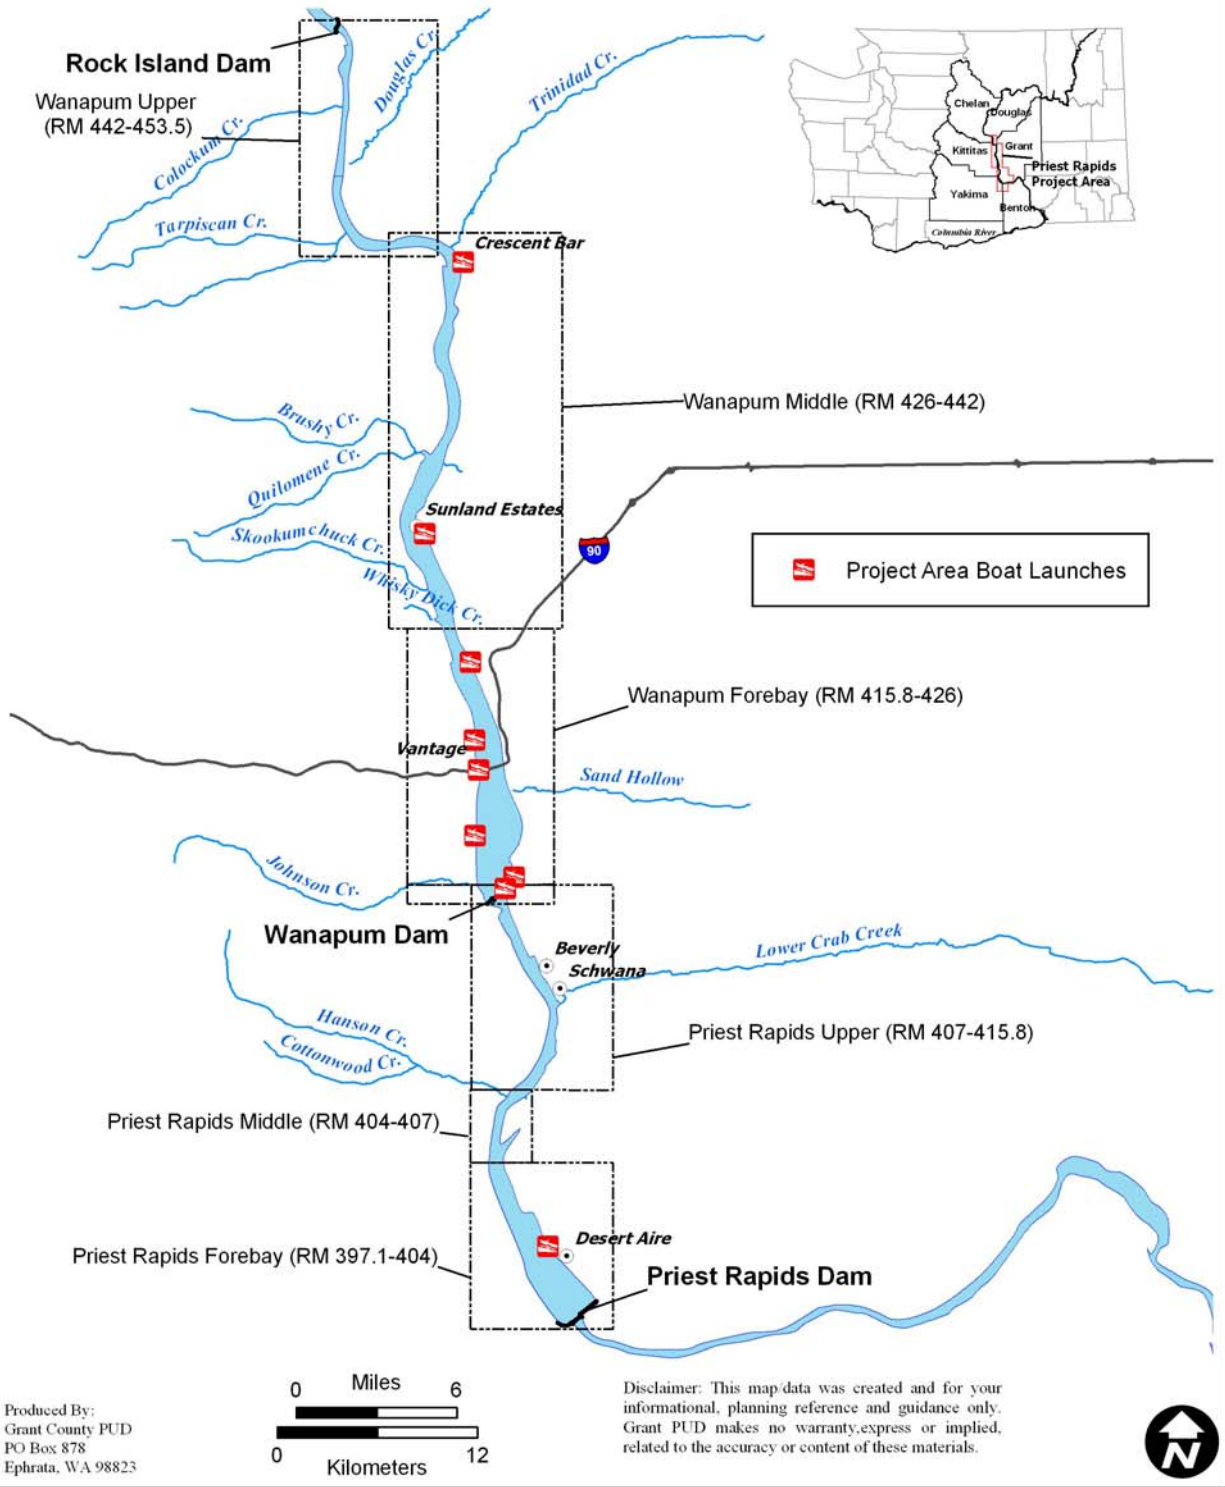 Rock Island Dam
Wanapum Upper
(RM 442-453.5)
Douglas Cr.
Trinidad Cr.
Colockum Cr.
Tarpiscan Cr.
Crescent Bar
Chelan
Douglas
Kittitas
Grant
Priest Rapids
Project Area
Yakima
Benton
Columbia River
Wanapum Middle (RM 426-442)
Brushy Cr.
Quilomene Cr.
Sunland Estates
Skookumchuck Cr.
Whisky Dick Cr.
90
Project Area Boat Launches
Wanapum Forebay (RM 415.8-426)
Vantage
Sand Hollow
Johnson Cr.
Wanapum Dam
Beverly
Schwana
Lower Crab Creek
Hanson Cr.
Cottonwood Cr.
Priest Rapids Upper (RM 407-415.8)
Priest Rapids Middle (RM 404-407)
Desert Aire
Priest Rapids Forebay (RM 397.1-404)
Priest Rapids Dam
0 Miles 6
0 12
Kilometers
Produced By:
Grant County PUD
PO Box 878
Ephrata, WA 98823
Disclaimer: This map/data was created and for your
informational, planning reference and guidance only.
Grant PUD makes no warranty,express or implied,
related to the accuracy or content of these materials.
N